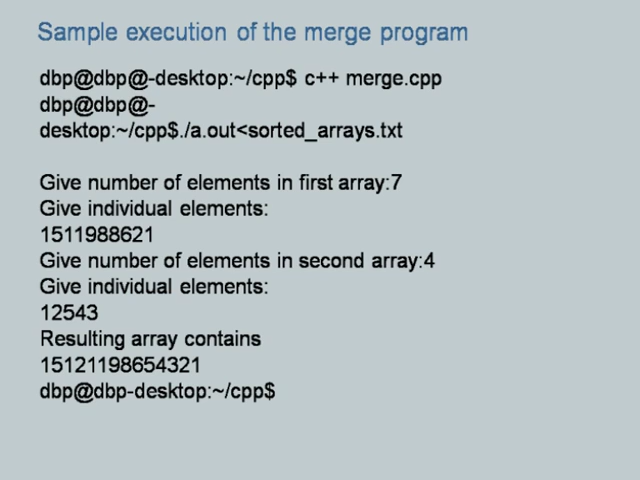 Sample execution of the merge program
dbp@dbp@-desktop:~/cpp$ c++ merge.cpp
dbp@dbp@-
desktop:~/cpp$./a.out<sorted_arrays.txt
Give number of elements in first array:7
Give individual elements:
1511988621
Give number of elements in second array:4
Give individual elements:
12543
Resulting array contains
15121198654321
dbp@dbp-desktop:~/cpp$